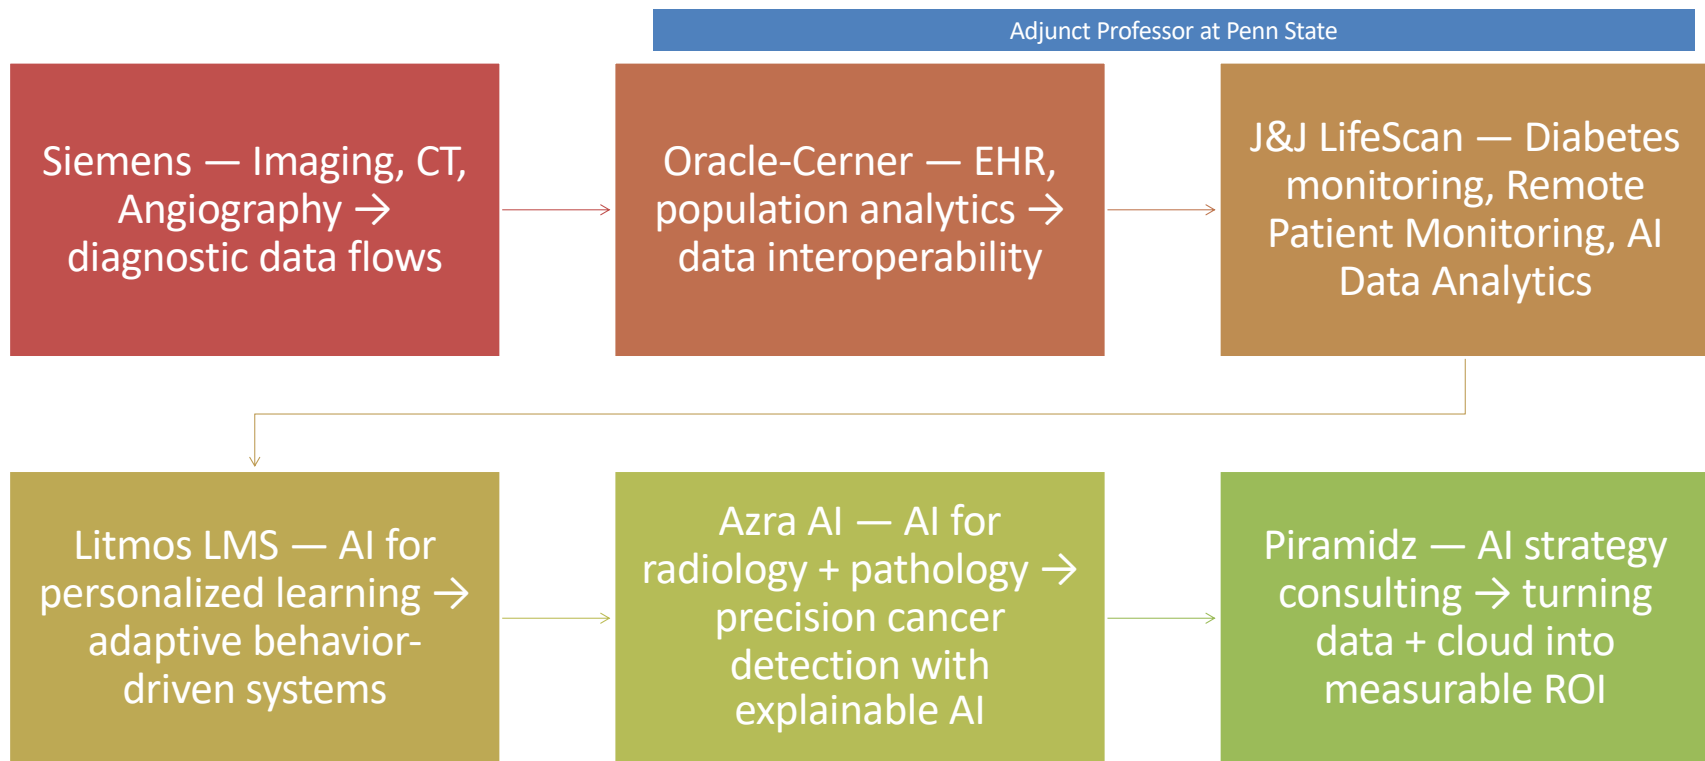 Adjunct Professor at Penn State
Siemens — Imaging, CT,
Angiography →
diagnostic data flows
Oracle-Cerner — EHR,
population analytics →
data interoperability
J&J LifeScan — Diabetes
monitoring, Remote
Patient Monitoring, AI
Data Analytics
Litmos LMS — AI for
personalized learning →
adaptive behavior-
driven systems
Azra AI — AI for
radiology + pathology →
precision cancer
detection with
explainable AI
Piramidz — AI strategy
consulting → turning
data + cloud into
measurable ROI